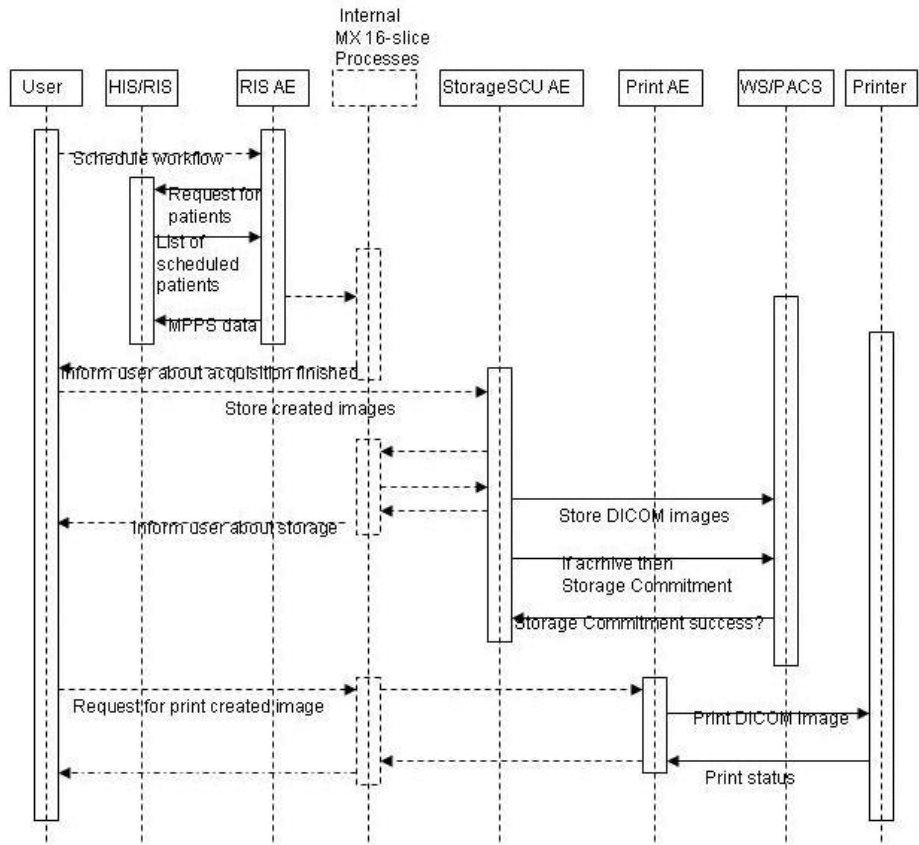 Internal
MX 16-slice
Processes
User
HIS/RIS
RIS AE
StorageSCU AE
Print AE
WS/PACS
Printer
Schedule workflow
Request for
patients
List of
scheduled
patients
MPPS data
Inform user about acquisition finished
Store created images
Store DICOM images
Inform user about storage
If acrhive then
Storage Commitment
Storage Commitment success?
Request for print created image
Print DICOM Image
Print status